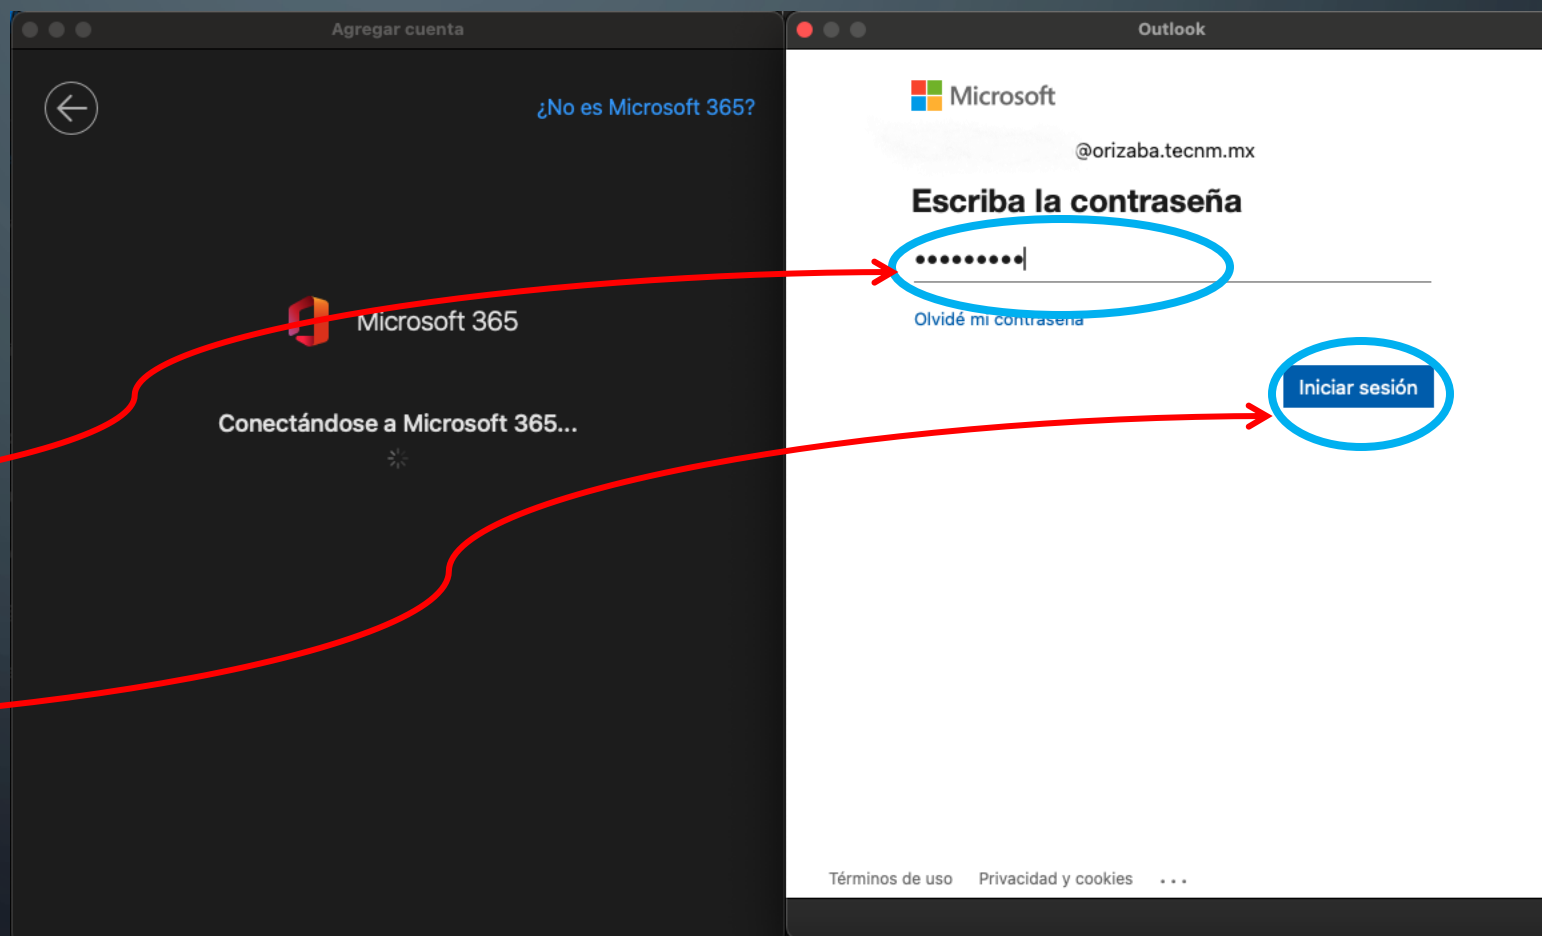 Agregar cuenta
¿No es Microsoft 365?
Microsoft 365
Conectándose a Microsoft 365...
Outlook
Microsoft
@orizaba.tecnm.mx
Escriba la contraseña
•••••••••
Olvidé mi contraseña
Iniciar sesión
Términos de uso Privacidad y cookies ...